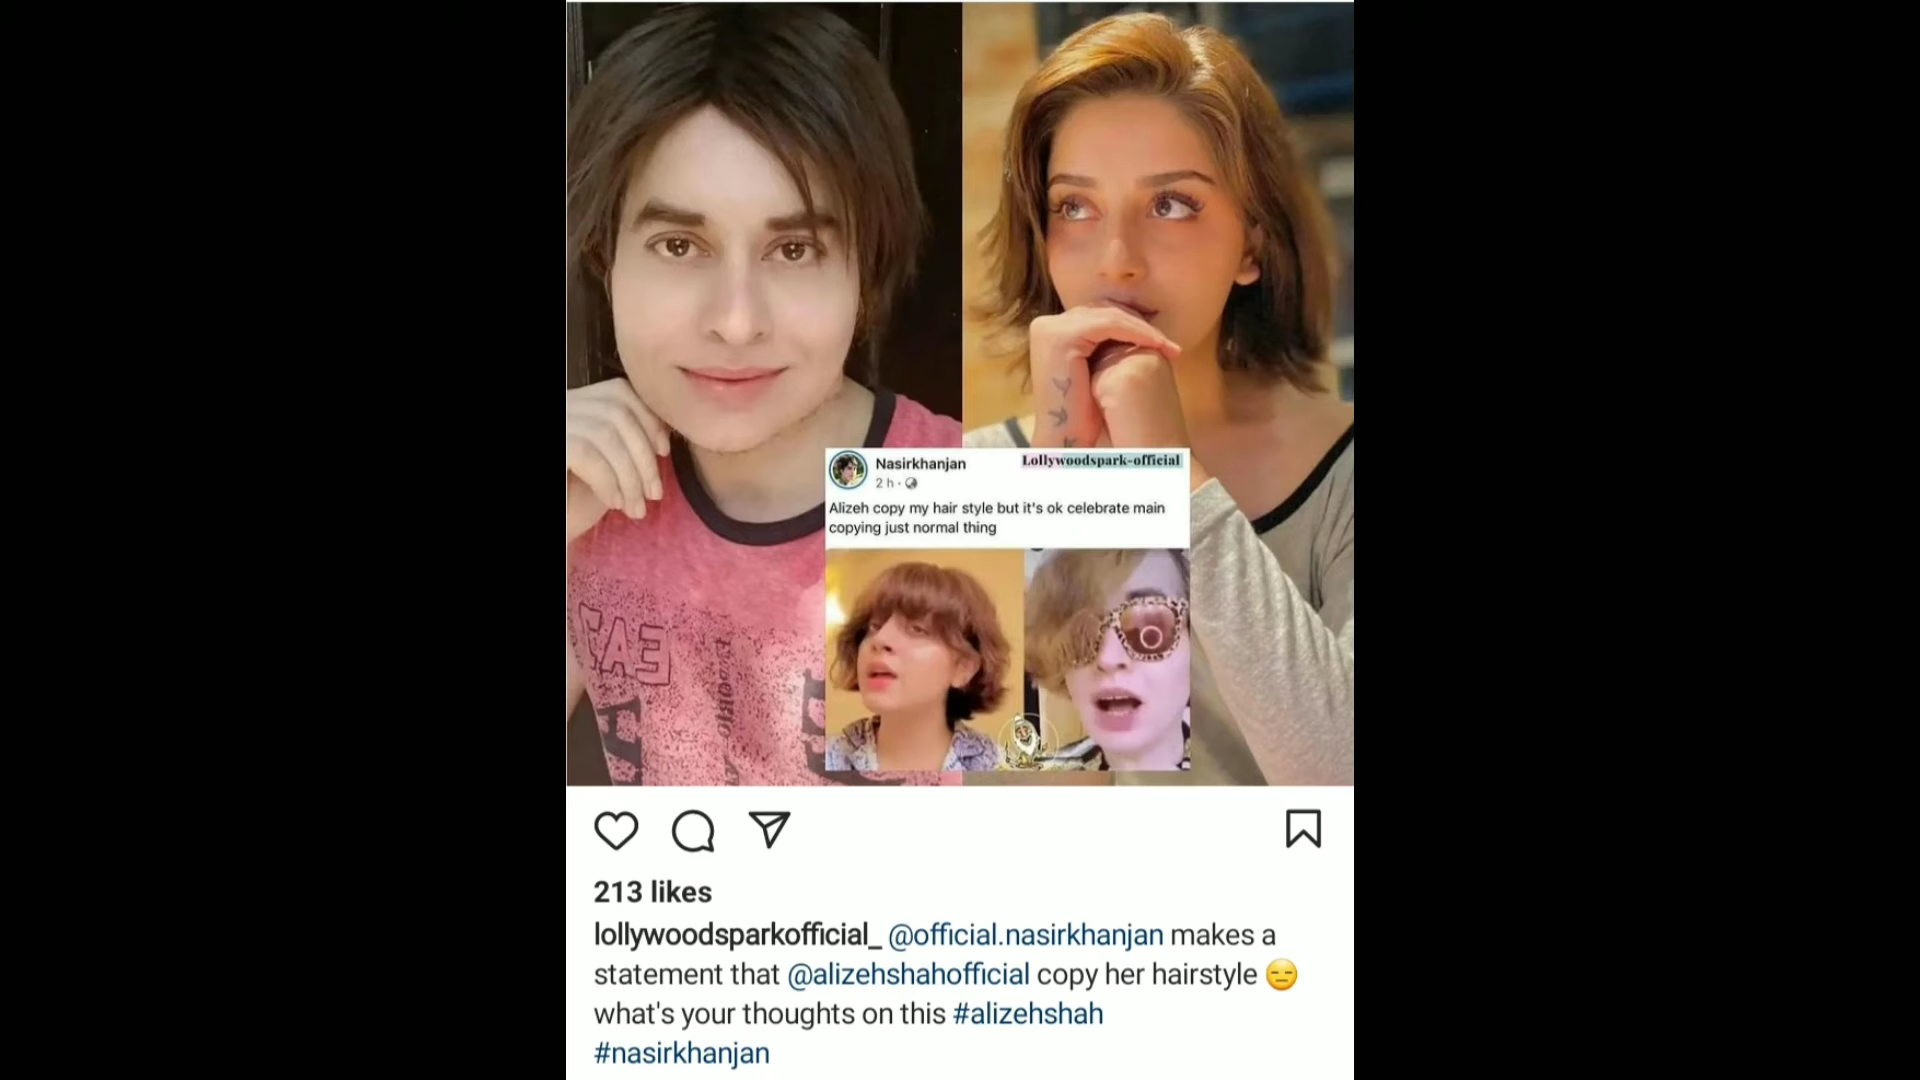 Nasirkhanjan
Lollywoodspark-official
2 h
Alizeh copy my hair style but it's ok celebrate main
copying just normal thing
213 likes
lollywoodsparkofficial_ @official.nasirkhanjan makes a
statement that @alizehshahofficial copy her hairstyle 😑
what's your thoughts on this #alizehshah
#nasirkhanjan